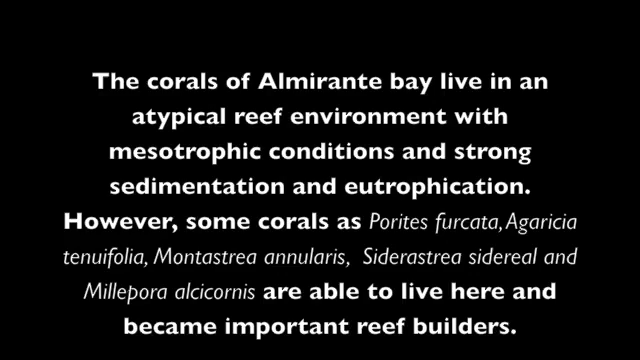 The corals of Almirante bay live in an
atypical reef environment with
mesotrophic conditions and strong
sedimentation and eutrophication.
However, some corals as Porites furcata, Agaricia
tenuifolia, Montastrea annularis, Siderastrea sidereal and
Millepora alcicornis are able to live here and
became important reef builders.